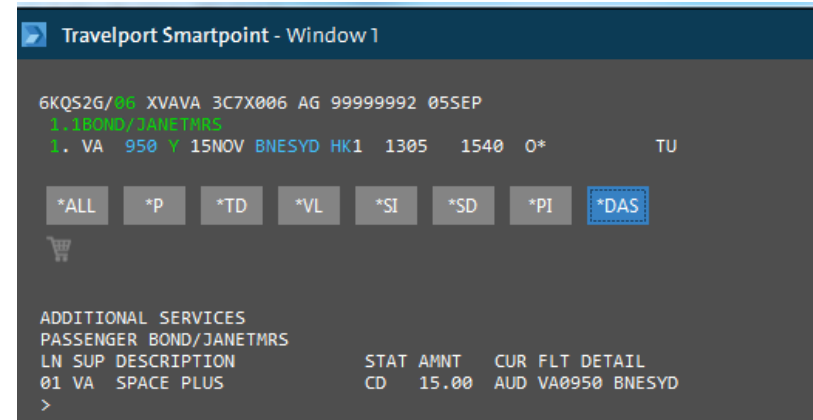 Travelport Smartpoint - Window 1
6KQS2G/06 XVAVA 3C7X006 AG 99999992 05SEP
1.1BOND/JANETMRS
1. VA 950 Y 15NOV BNESYD HK1 1305 1540 O* TU
*ALL *P *TD *VL *SI *SD *PI *DAS
ADDITIONAL SERVICES
PASSENGER BOND/JANETMRS
LN SUP DESCRIPTION STAT AMNT CUR FLT DETAIL
01 VA SPACE PLUS CD 15.00 AUD VA0950 BNESYD
>